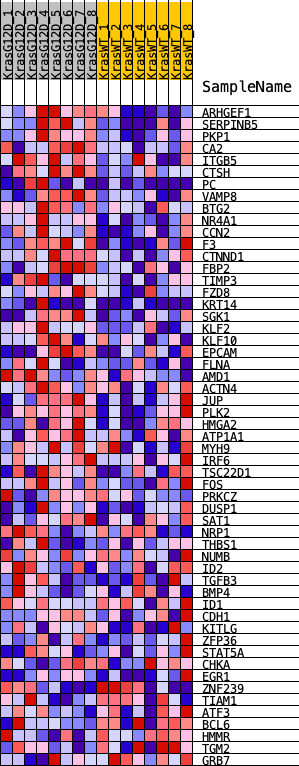 KrasG12D_1
KrasG12D_2
KrasG12D_3
KrasG12D_4
KrasG12D_5
KrasG12D_6
KrasG12D_7
KrasG12D_8
KrasWT_1
KrasWT_2
KrasWT_3
KrasWT_4
KrasWT_5
KrasWT_6
KrasWT_7
KrasWT_8
SampleName
ARHGEF1
SERPINB5
PKP1
CA2
ITGB5
CTSH
PC
VAMP8
BTG2
NR4A1
CCN2
F3
CTNND1
FBP2
TIMP3
FZD8
KRT14
SGK1
KLF2
KLF10
EPCAM
FLNA
AMD1
ACTN4
JUP
PLK2
HMGA2
ATP1A1
MYH9
IRF6
TSC22D1
FOS
PRKCZ
DUSP1
SAT1
NRP1
THBS1
NUMB
ID2
TGFB3
BMP4
ID1
CDH1
KITLG
ZFP36
STAT5A
CHKA
EGR1
ZNF239
TIAM1
ATF3
BCL6
HMMR
TGM2
GRB7